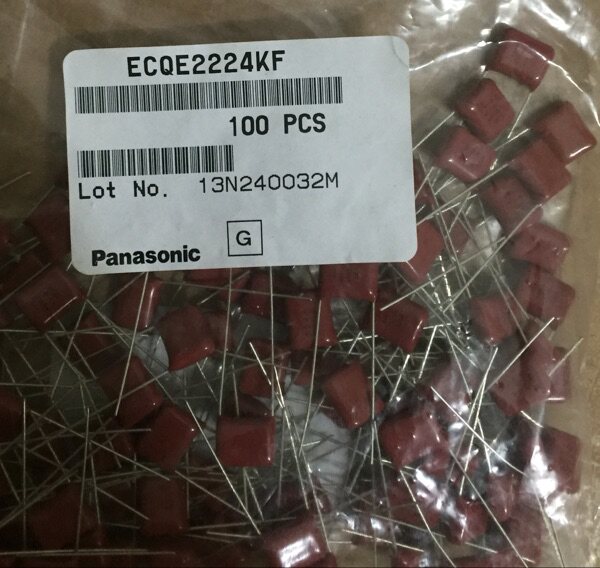 ECQE2224KF
100 PCS
Lot No. 13N240032M
Panasonic G